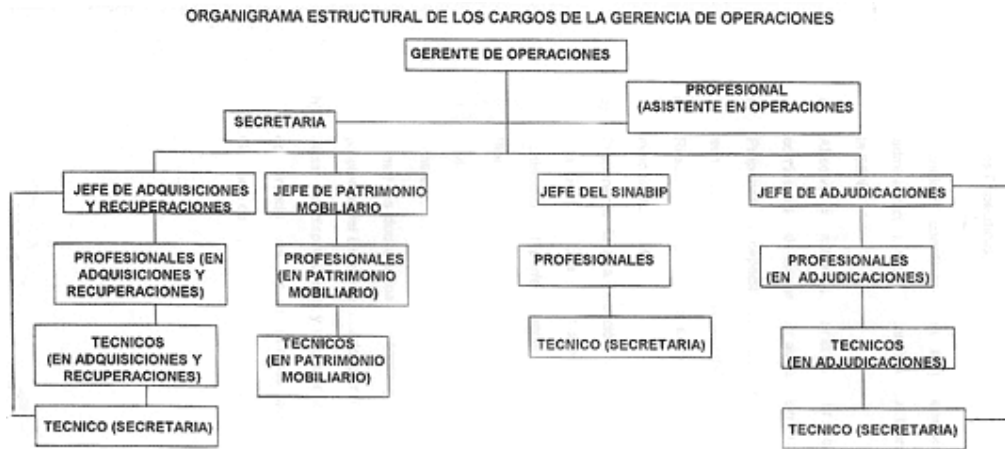 ORGANIGRAMA ESTRUCTURAL DE LOS CARGOS DE LA GERENCIA DE OPERACIONES
GERENTE DE OPERACIONES
PROFESIONAL
(ASISTENTE EN OPERACIONES
SECRETARIA
JEFE DE ADQUISICIONES
Y RECUPERACIONES
JEFE DE PATRIMONIO
MOBILIARIO
JEFE DEL SINABIP
JEFE DE ADJUDICACIONES
PROFESIONALES (EN
ADQUISICIONES Y
RECUPERACIONES)
PROFESIONALES
(EN PATRIMONIO
MOBILIARIO)
PROFESIONALES
PROFESIONALES
(EN ADJUDICACIONES)
TECNICOS
(EN ADQUISICIONES Y
RECUPERACIONES)
TECNICOS
(EN PATRIMONIO
MOBILIARIO)
TECNICO (SECRETARIA)
TECNICOS
(EN ADJUDICACIONES)
TECNICO (SECRETARIA)
TECNICO (SECRETARIA)